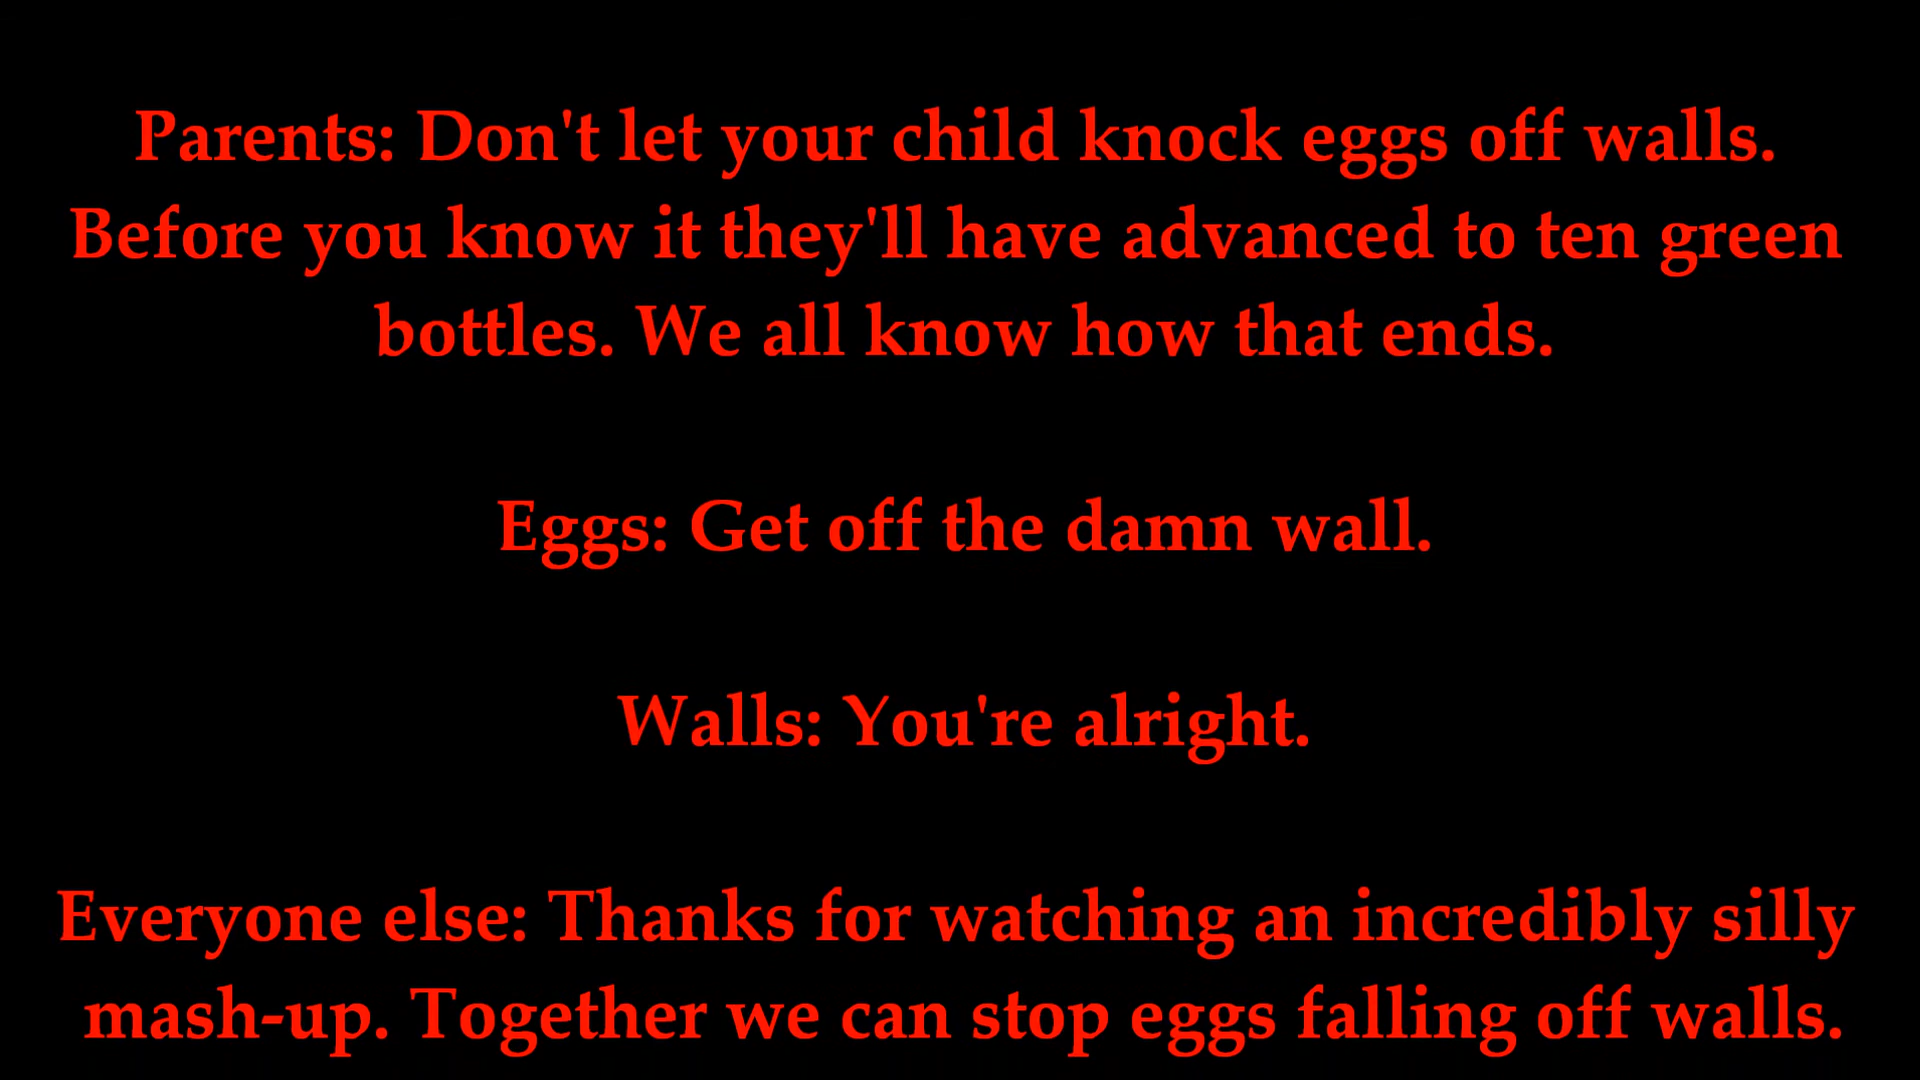 Parents: Don't let your child knock eggs off walls.
Before you know it they'll have advanced to ten green
bottles. We all know how that ends.
Eggs: Get off the damn wall.
Walls: You're alright.
Everyone else: Thanks for watching an incredibly silly
mash-up. Together we can stop eggs falling off walls.